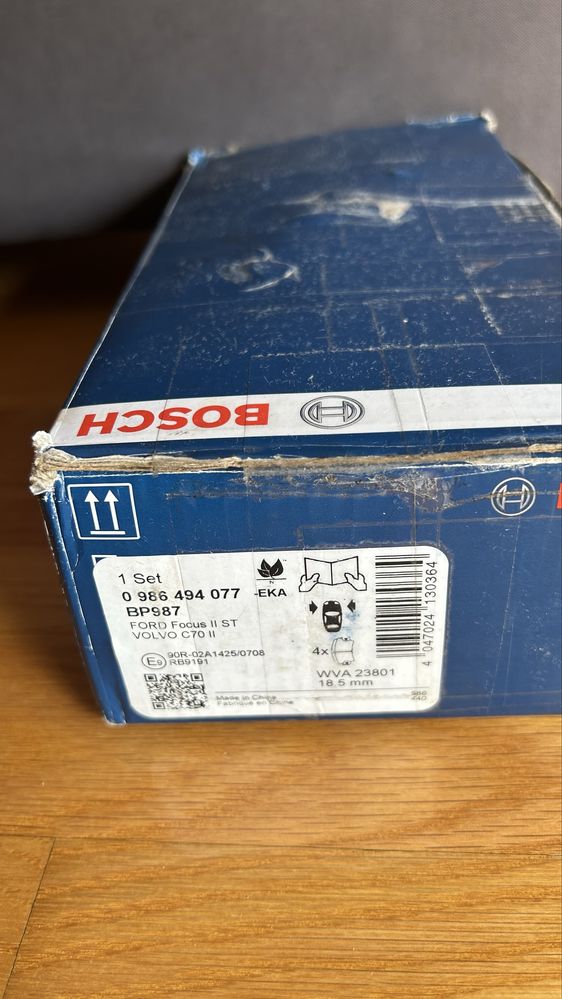 BOSCH
1 Set
0 986 494 077
BP987
-EKA
FORD Focus II ST
VOLVO C70 II
E9 90R-02A1425/0708
RB9191
4x
WVA 23801
18.5 mm
Made in China
Fabriqué en Chine
4 047024 130364